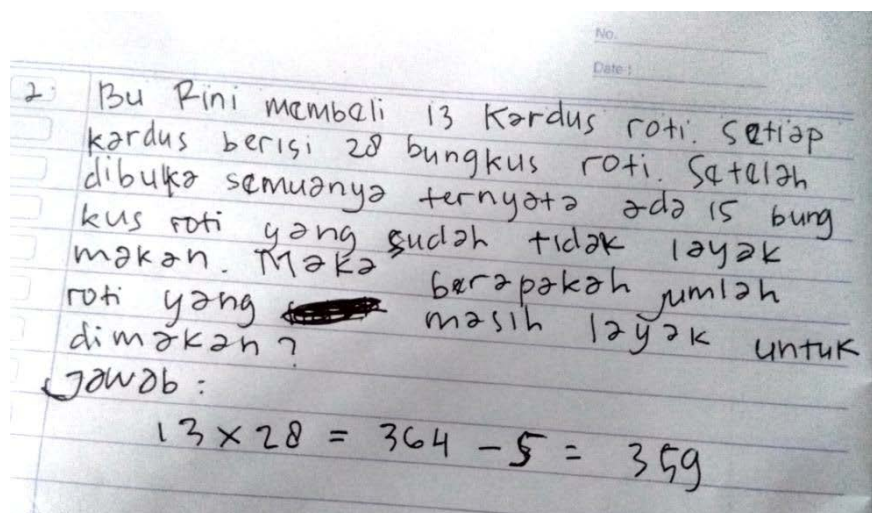 No.
Date :
2. Bu Rini membeli 13 Kardus roti. Setiap
kardus berisi 28 bungkus roti. Setelah
dibuka semuanya ternyata ada 15 bung
kus roti yang sudah tidak layak
makan. Maka berapakah jumlah
roti yang masih layak untuk
dimakan?
Jawab :
13 × 28 = 364 - 5 = 359